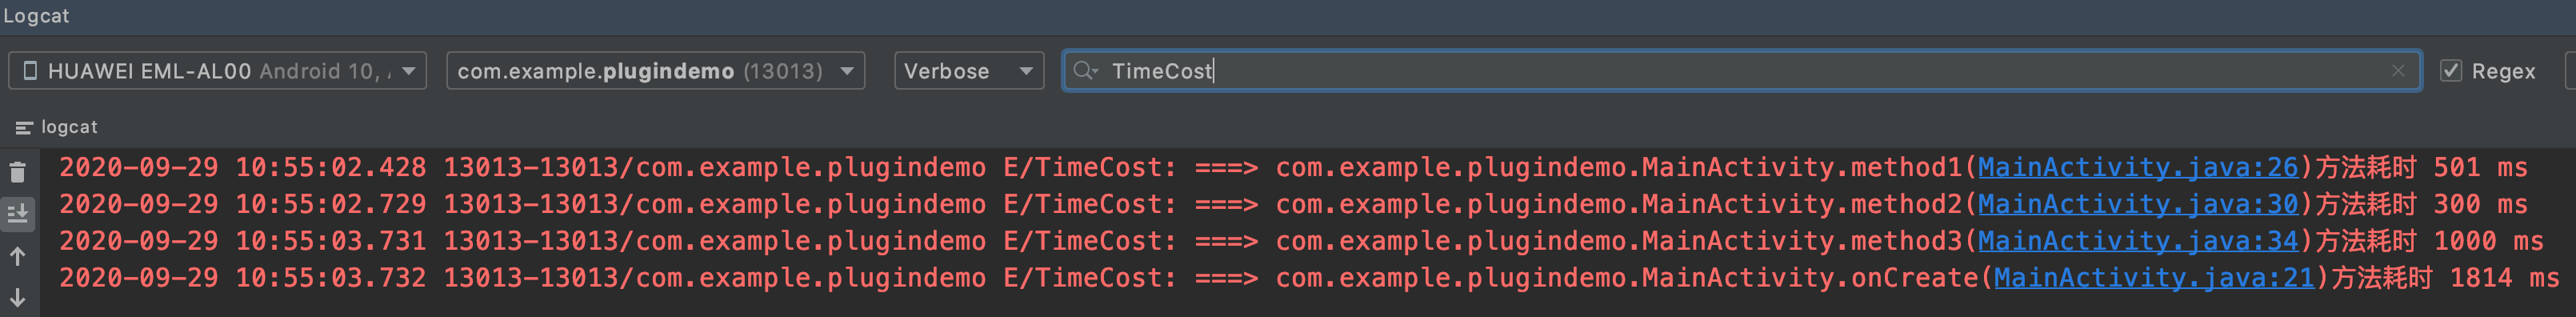 Logcat
HUAWEI EML-AL00 Android 10, com.example.plugindemo (13013) Verbose TimeCost Regex
logcat
2020-09-29 10:55:02.428 13013-13013/com.example.plugindemo E/TimeCost: ===> com.example.plugindemo.MainActivity.method1(MainActivity.java:26)方法耗时 501 ms
2020-09-29 10:55:02.729 13013-13013/com.example.plugindemo E/TimeCost: ===> com.example.plugindemo.MainActivity.method2(MainActivity.java:30)方法耗时 300 ms
2020-09-29 10:55:03.731 13013-13013/com.example.plugindemo E/TimeCost: ===> com.example.plugindemo.MainActivity.method3(MainActivity.java:34)方法耗时 1000 ms
2020-09-29 10:55:03.732 13013-13013/com.example.plugindemo E/TimeCost: ===> com.example.plugindemo.MainActivity.onCreate(MainActivity.java:21)方法耗时 1814 ms